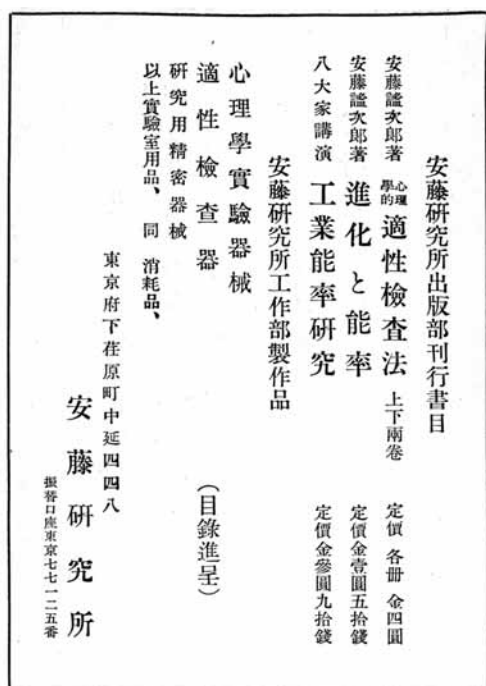 安藤研究所出版部刊行書目
安藤謐次郎著 心理學的 適性檢査法 上下兩卷 定價 各册 金四圓
安藤謐次郎著 進化と能率 定價金壹圓五拾錢
八大家講演 工業能率研究 定價金參圓九拾錢
安藤研究所工作部製作品
心理學實驗器械
適性檢查器 (目錄進呈)
硏究用精密器械
以上實驗室用品、同 消耗品、
東京府下荏原町中延四四八
安藤硏究所
振替口座東京七七一二五番